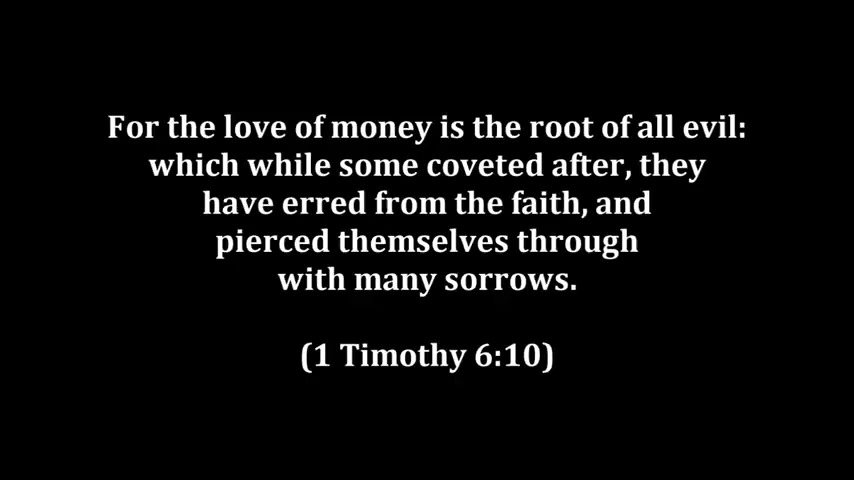 For the love of money is the root of all evil:
which while some coveted after, they
have erred from the faith, and
pierced themselves through
with many sorrows.
(1 Timothy 6:10)